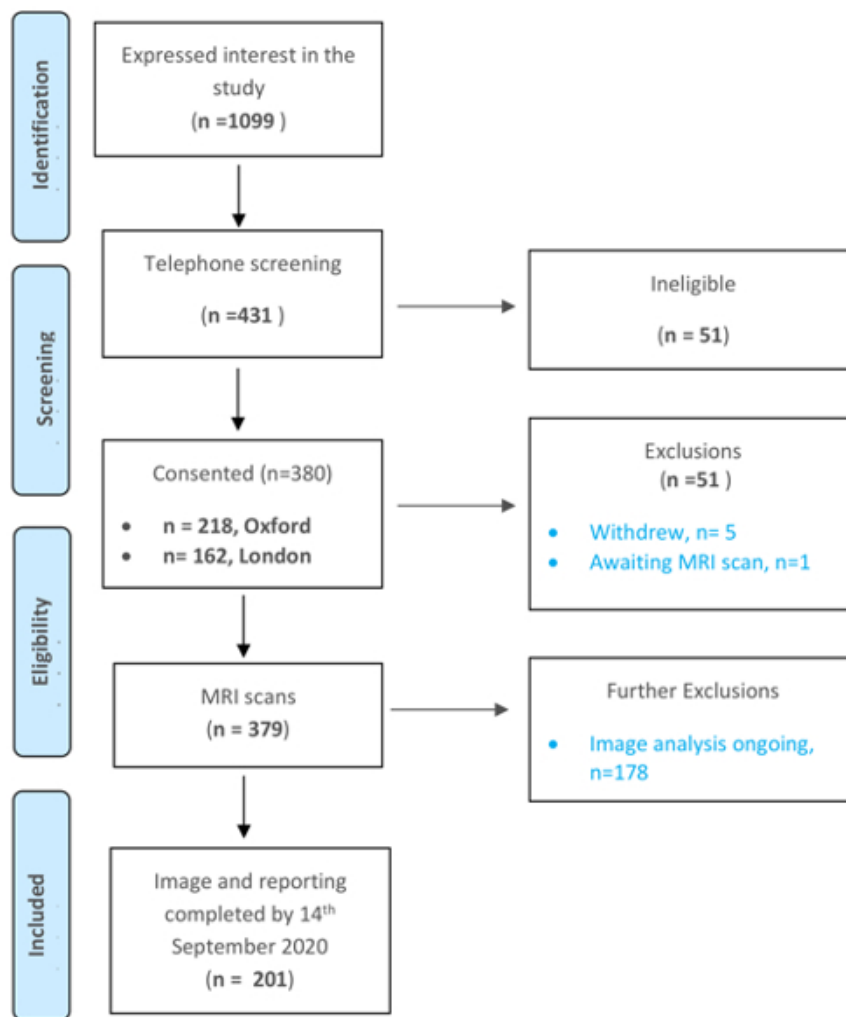 Identification
Expressed interest in the
study
(n =1099 )
Telephone screening
(n =431 )
Ineligible
(n = 51)
Screening
Consented (n=380)
• n = 218, Oxford
• n= 162, London
Exclusions
(n =51 )
• Withdrew, n= 5
• Awaiting MRI scan, n=1
Eligibility
MRI scans
(n = 379)
Further Exclusions
• Image analysis ongoing,
n=178
Included
Image and reporting
completed by 14th
September 2020
(n = 201)